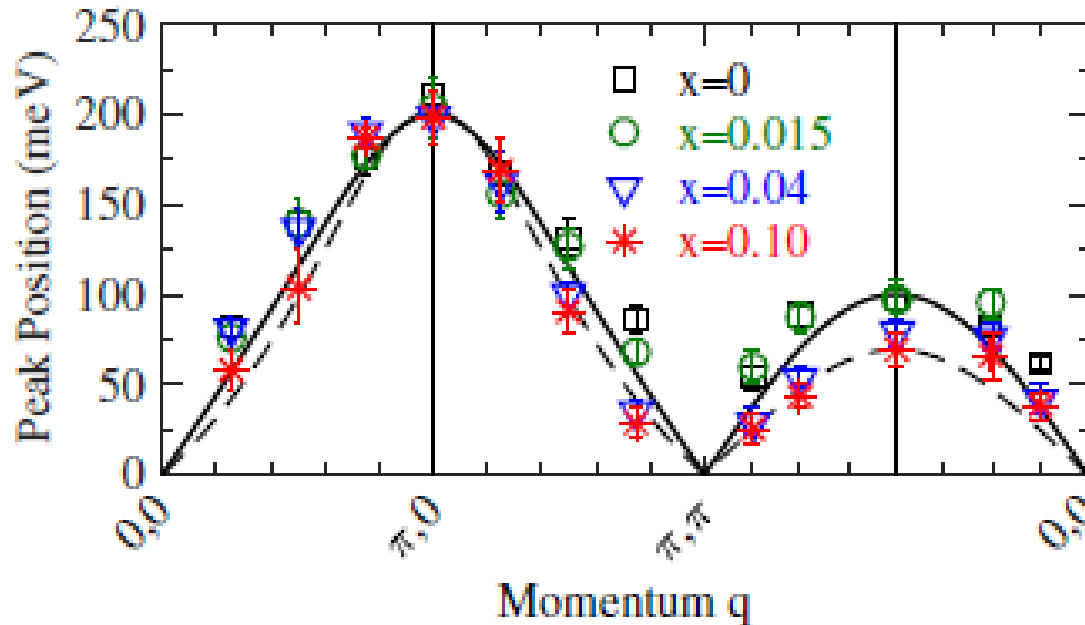 250
200
150
100
50
0
Peak Position (meV)
x=0
x=0.015
x=0.04
x=0.10
0,0
π,0
π,π
0,0
Momentum q